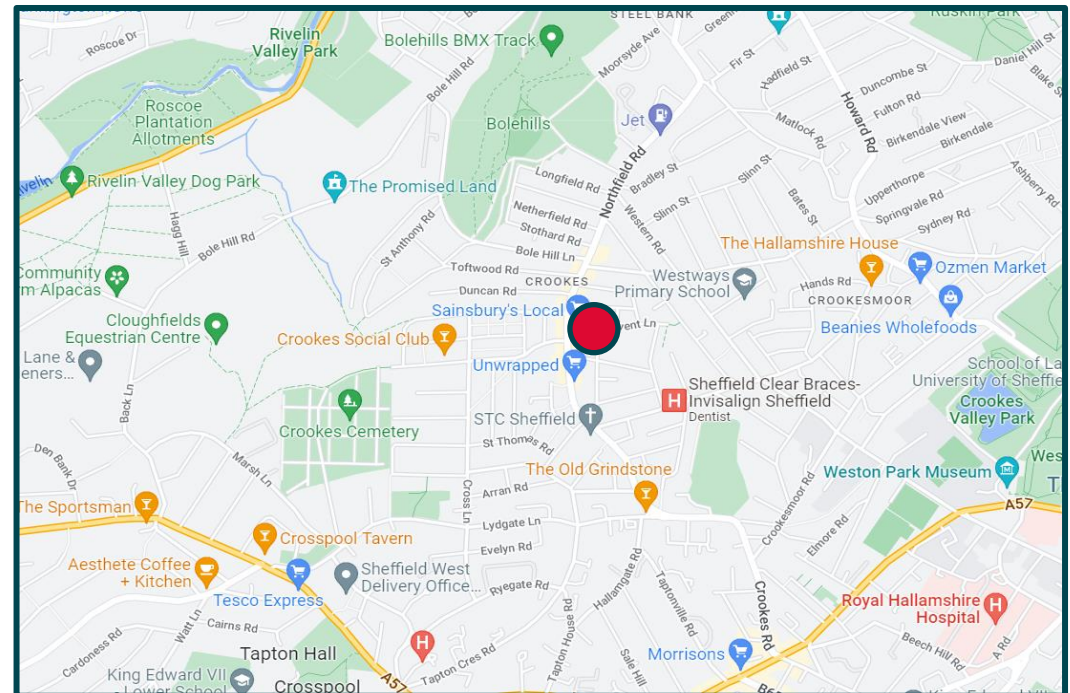 STEEL BANK
Ruskin Park
Roscoe Dr
Rivelin
Valley Park
Bolehills BMX Track
Moorsyde Ave
Fir St
Hadfield St
Daniel Hill St
Duncombe St
Fulton Rd
Bole Hill Rd
Howard Rd
Roscoe
Plantation
Allotments
Bolehills
Jet
Matlock Rd
Birkendale View
Birkendale
Northfield Rd
Bradley St
Slinn St
Ashberry Rd
Rivelin Valley Dog Park
The Promised Land
Longfield Rd
Upperthorpe
Springvale Rd
Sydney Rd
Bates St
Hagg Hill
Bole Hill Rd
St Anthony Rd
Netherfield Rd
Stothard Rd
Bole Hill Ln
Western Rd
Slinn St
The Hallamshire House
Toftwood Rd
CROOKES
Duncan Rd
Westways
Primary School
Hands Rd
Ozmen Market
CROOKESMOOR
Community
Alpacas
Sainsbury's Local
Beanies Wholefoods
Cloughfields
Equestrian Centre
Crookes Social Club
Lane &
Unwrapped
School of La
University of Sheffie
Sheffield Clear Braces-
Invisalign Sheffield
Dentist
Crookes
Valley Park
Back Ln
Crookes Cemetery
STC Sheffield
St Thomas Rd
Den Bank Dr
Marsh Ln
The Old Grindstone
Weston Park Museum
Wes
Arran Rd
Cross Ln
The Sportsman
A57
Lydgate Ln
Crookesmoor Rd
Elmore Rd
Crosspool Tavern
Evelyn Rd
Aesthete Coffee
+ Kitchen
Sheffield West
Delivery Office...
Ryegate Rd
Hallamgate Rd
Taptonville Rd
Crookes Rd
Tesco Express
Royal Hallamshire
Hospital
Watt Ln
Cairns Rd
Tapton House Rd
Cardoness Rd
Tapton Hall
Tapton Cres Rd
Sale Hill
Morrisons
Beech Hill Rd
A Rd
King Edward VII
Lower School
Crosspool
A57